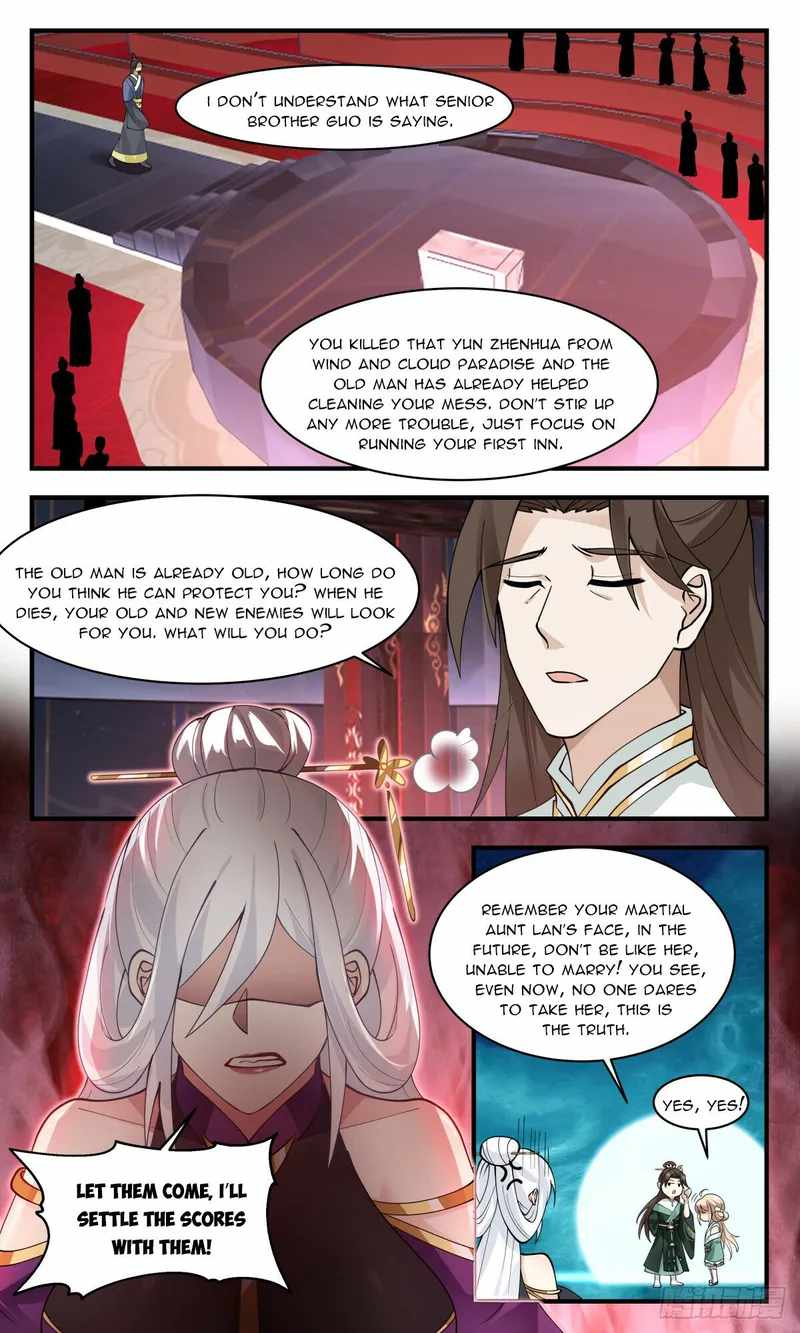 I DON'T UNDERSTAND WHAT SENIOR
BROTHER GUO IS SAYING.
YOU KILLED THAT YUN ZHENHUA FROM
WIND AND CLOUD PARADISE AND THE
OLD MAN HAS ALREADY HELPED
CLEANING YOUR MESS. DON'T STIR UP
ANY MORE TROUBLE, JUST FOCUS ON
RUNNING YOUR FIRST INN.
THE OLD MAN IS ALREADY OLD, HOW LONG DO
YOU THINK HE CAN PROTECT YOU? WHEN HE
DIES, YOUR OLD AND NEW ENEMIES WILL LOOK
FOR YOU. WHAT WILL YOU DO?
LET THEM COME, I'LL
SETTLE THE SCORES
WITH THEM!
REMEMBER YOUR MARTIAL
AUNT LAN'S FACE, IN THE
FUTURE, DON'T BE LIKE HER,
UNABLE TO MARRY! YOU SEE,
EVEN NOW, NO ONE DARES
TO TAKE HER, THIS IS
THE TRUTH.
YES, YES!